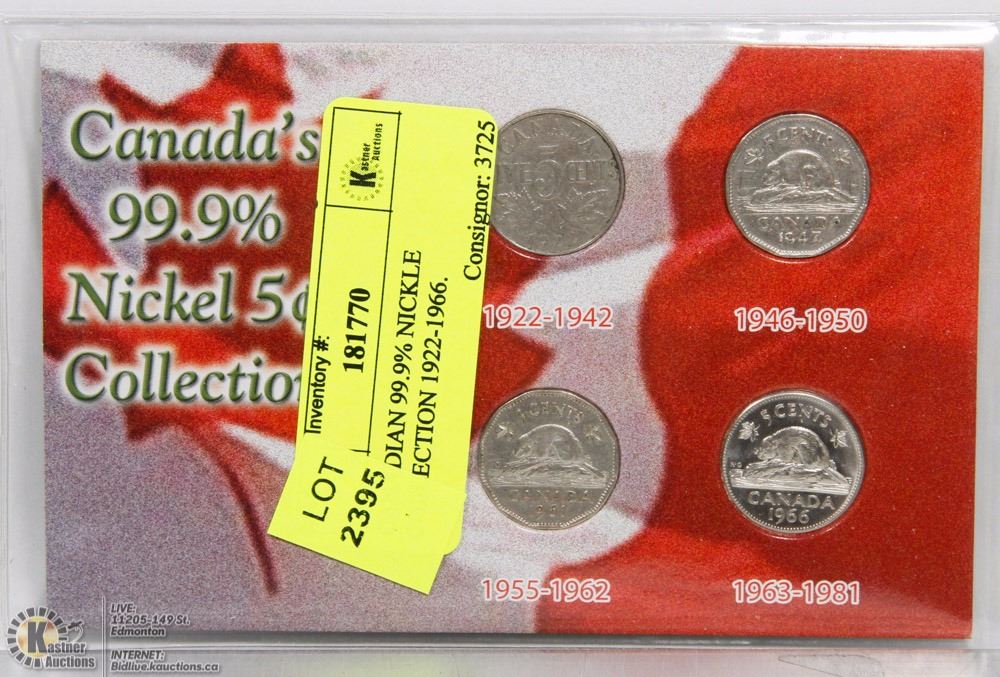 Canada's
99.9%
Nickel 5¢
Collection
LOT
2395
Inventory #:
181770
Kastner
Auctions
Consignor: 3725
DIAN 99.9% NICKLE
ECTION 1922-1966.
CANADA
CENTS
1922-1942
5 CENTS
CANADA
1947
1946-1950
5 CENTS
CANADA
1955-1962
5 CENTS
CANADA
1966
1963-1981
Kastner
Auctions
LIVE:
11205-149 St.
Edmonton
INTERNET:
Bidlive.kauctions.ca